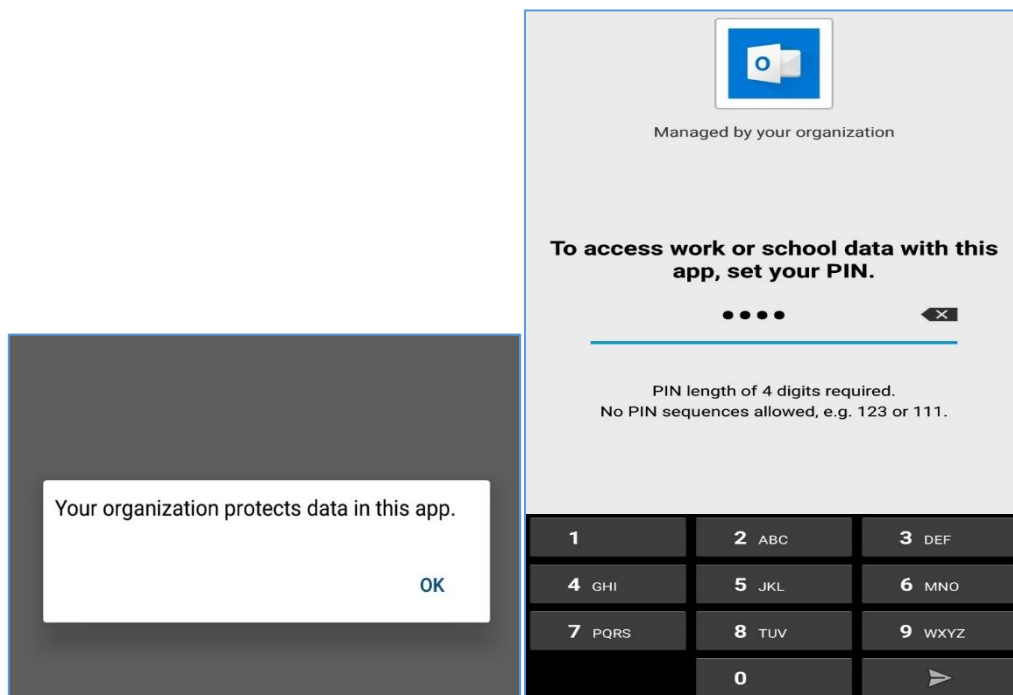 Your organization protects data in this app.
OK
O
Managed by your organization
To access work or school data with this
app, set your PIN.
PIN length of 4 digits required.
No PIN sequences allowed, e.g. 123 or 111.
1
2 ABC
3 DEF
4 GHI
5 JKL
6 MNO
7 PQRS
8 TUV
9 WXYZ
0